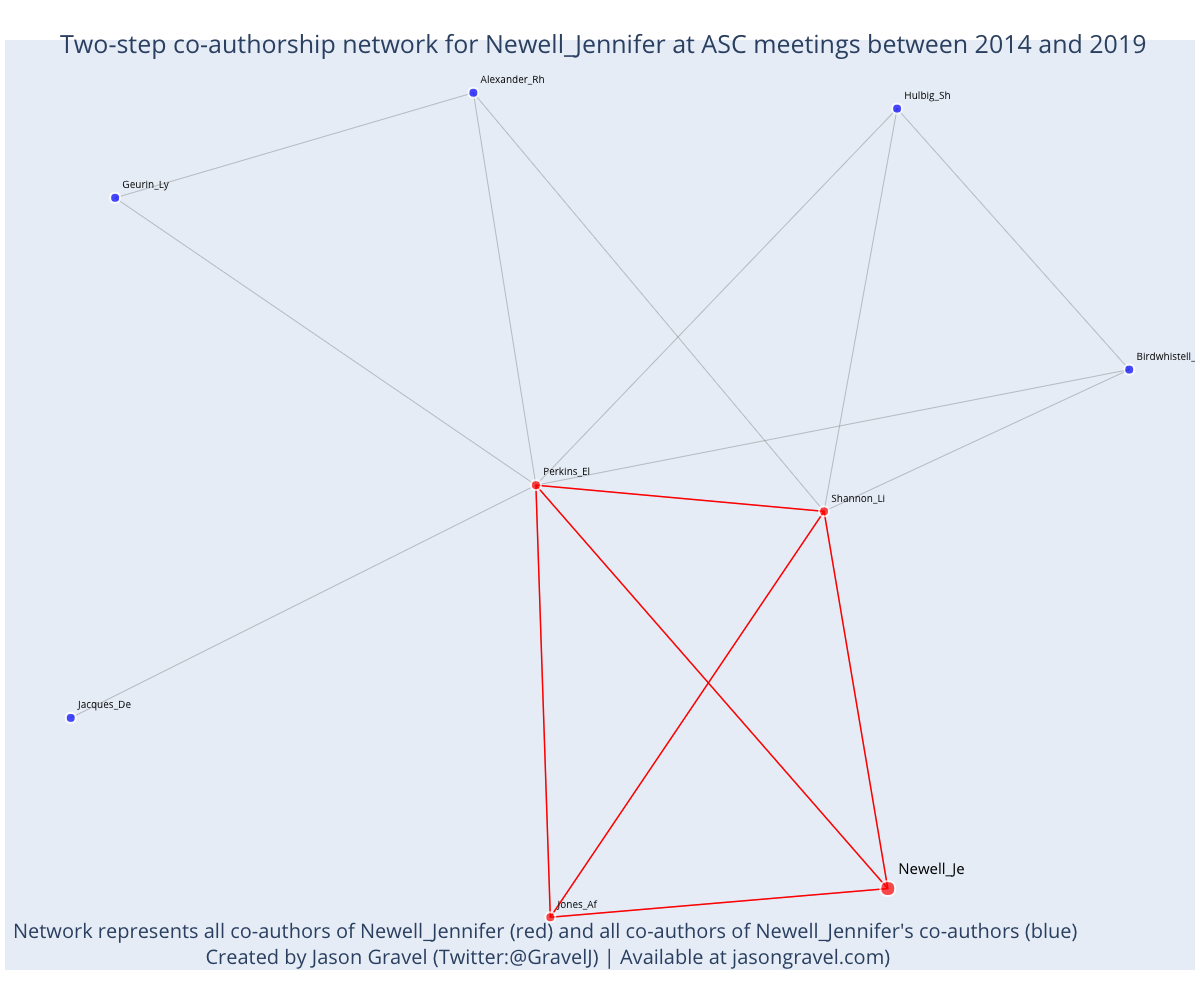 Two-step co-authorship network for Newell_Jennifer at ASC meetings between 2014 and 2019
Alexander_Rh
Hulbig_Sh
Geurin_Ly
Birdwhistell_
Perkins_El
Shannon_Li
Jacques_De
Newell_Je
Jones_Af
Network represents all co-authors of Newell_Jennifer (red) and all co-authors of Newell_Jennifer's co-authors (blue)
Created by Jason Gravel (Twitter:@GravelJ) | Available at jasongravel.com)